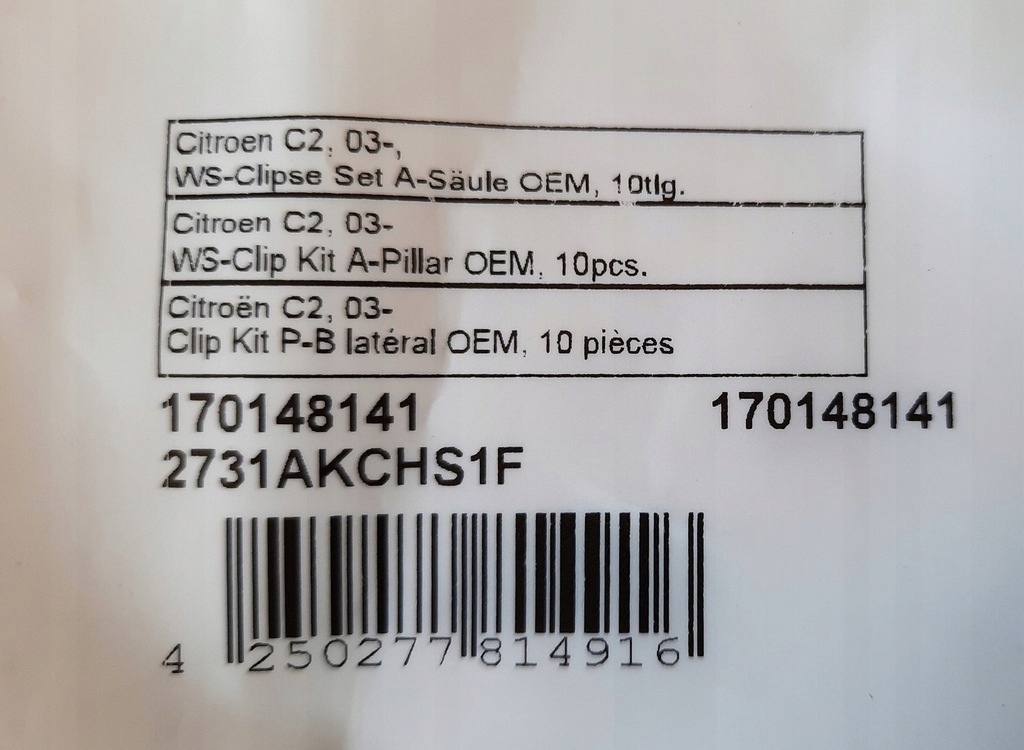 Citroen C2, 03-,
WS-Clipse Set A-Säule OEM, 10tlg.
Citroen C2, 03-
WS-Clip Kit A-Pillar OEM, 10pcs.
Citroën C2, 03-
Clip Kit P-B latéral OEM, 10 pièces
170148141 170148141
2731AKCHS1F
4 250277 814916